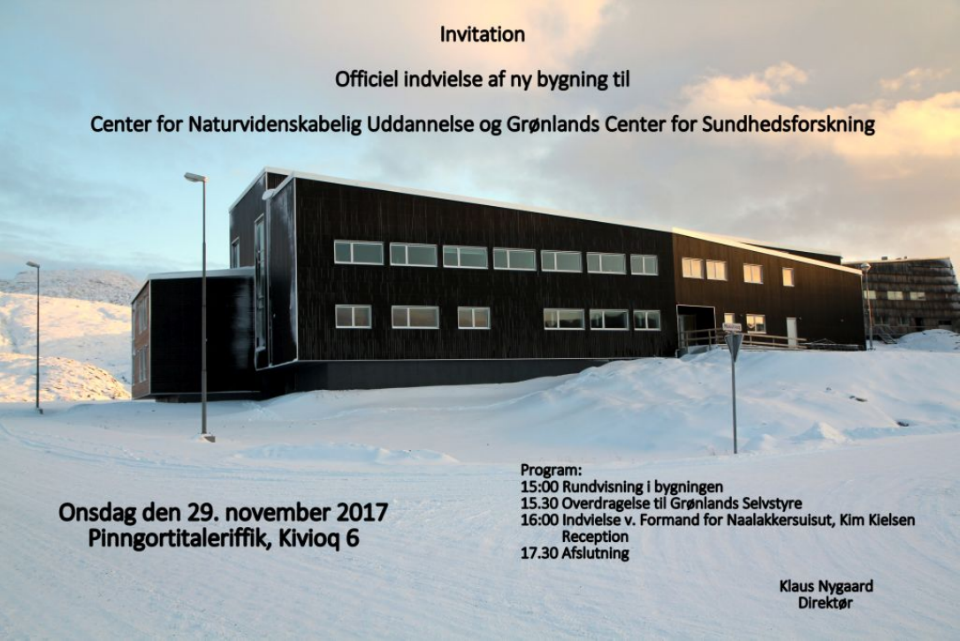 Invitation
Officiel indvielse af ny bygning til
Center for Naturvidenskabelig Uddannelse og Grønlands Center for Sundhedsforskning
Onsdag den 29. november 2017
Pinngortitaleriffik, Kivioq 6
Program:
15:00 Rundvisning i bygningen
15.30 Overdragelse til Grønlands Selvstyre
16:00 Indvielse v. Formand for Naalakkersuisut, Kim Kielsen
Reception
17.30 Afslutning
Klaus Nygaard
Direktør